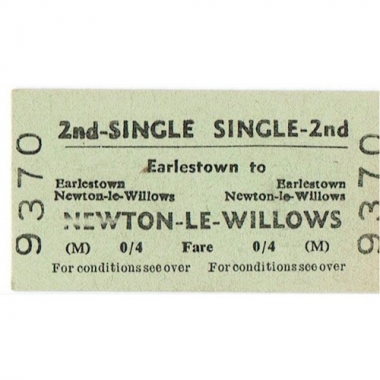 2nd-SINGLE SINGLE-2nd
Earlestown to
Earlestown Earlestown
Newton-le-Willows Newton-le-Willows
NEWTON-LE-WILLOWS
(M) 0/4 Fare 0/4 (M)
For conditions see over For conditions see over
9370
9370